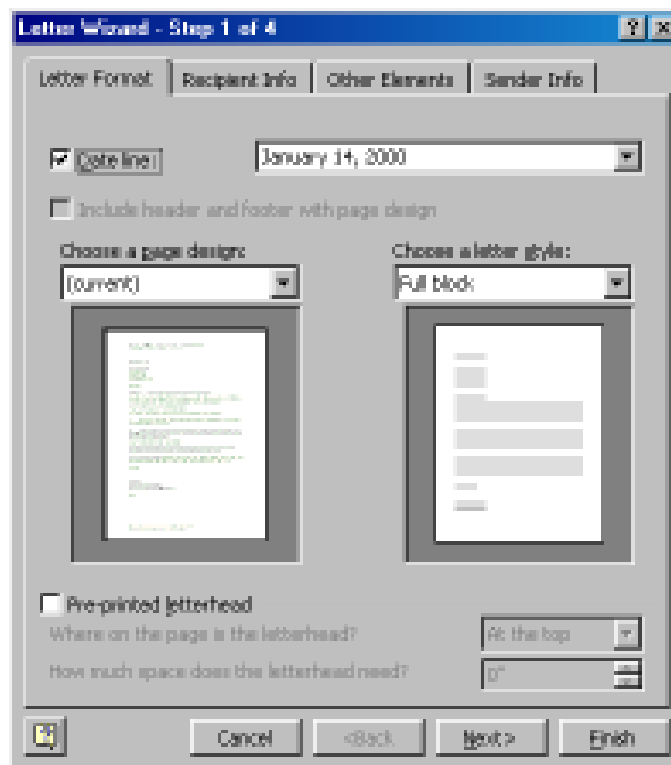 Letter Wizard - Step 1 of 4
Letter Format Recipient Info Other Elements Sender Info
Date line: January 14, 2000
Include header and footer with page design
Choose a page design: Choose a letter style:
(current) Full block
Pre-printed letterhead
Where on the page is the letterhead? At the top
How much space does the letterhead need? 0"
Cancel <Back Next> Finish